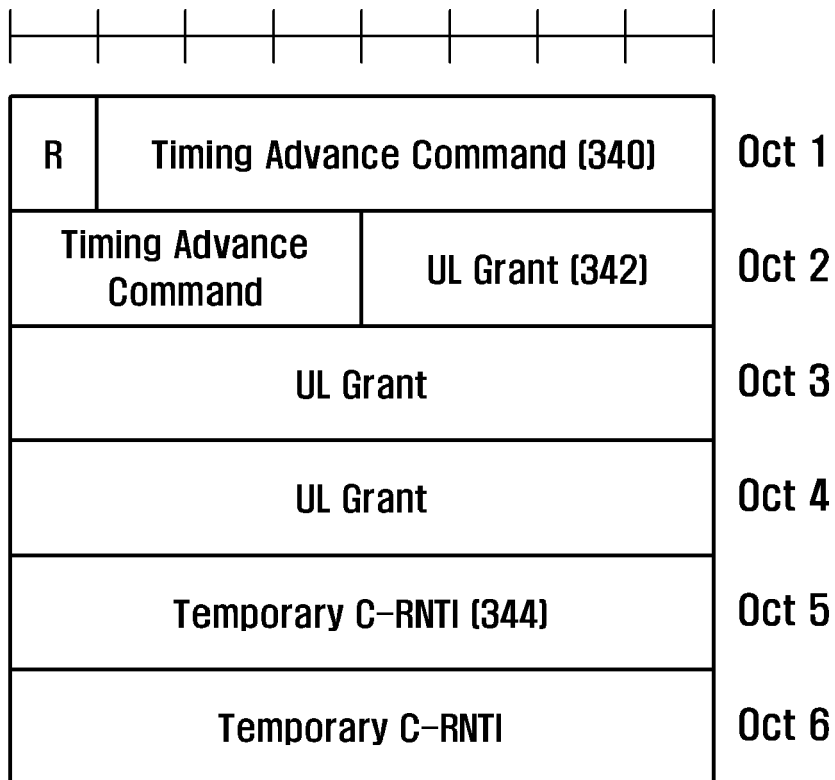 R Timing Advance Command (340) Oct 1
Timing Advance
Command
UL Grant (342) Oct 2
UL Grant Oct 3
UL Grant Oct 4
Temporary C-RNTI (344) Oct 5
Temporary C-RNTI Oct 6